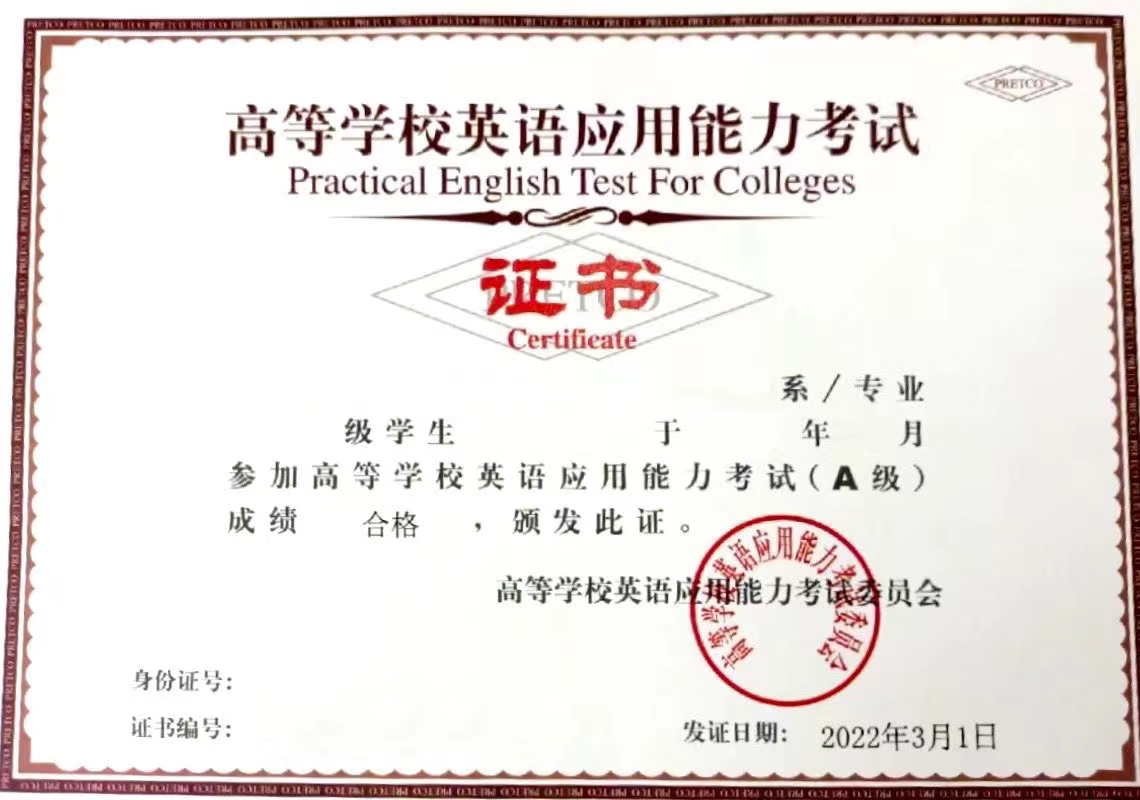 PRETCO
高等学校英语应用能力考试
Practical English Test For Colleges
PRETCO
证书
Certificate
系/专业
级学生 于 年 月
参加高等学校英语应用能力考试(A级)
成绩 合格 ,颁发此证。
高等学校英语应用能力考试委员会
高等学校英语应用能力考试委员会
身份证号:
证书编号:
发证日期: 2022年3月1日